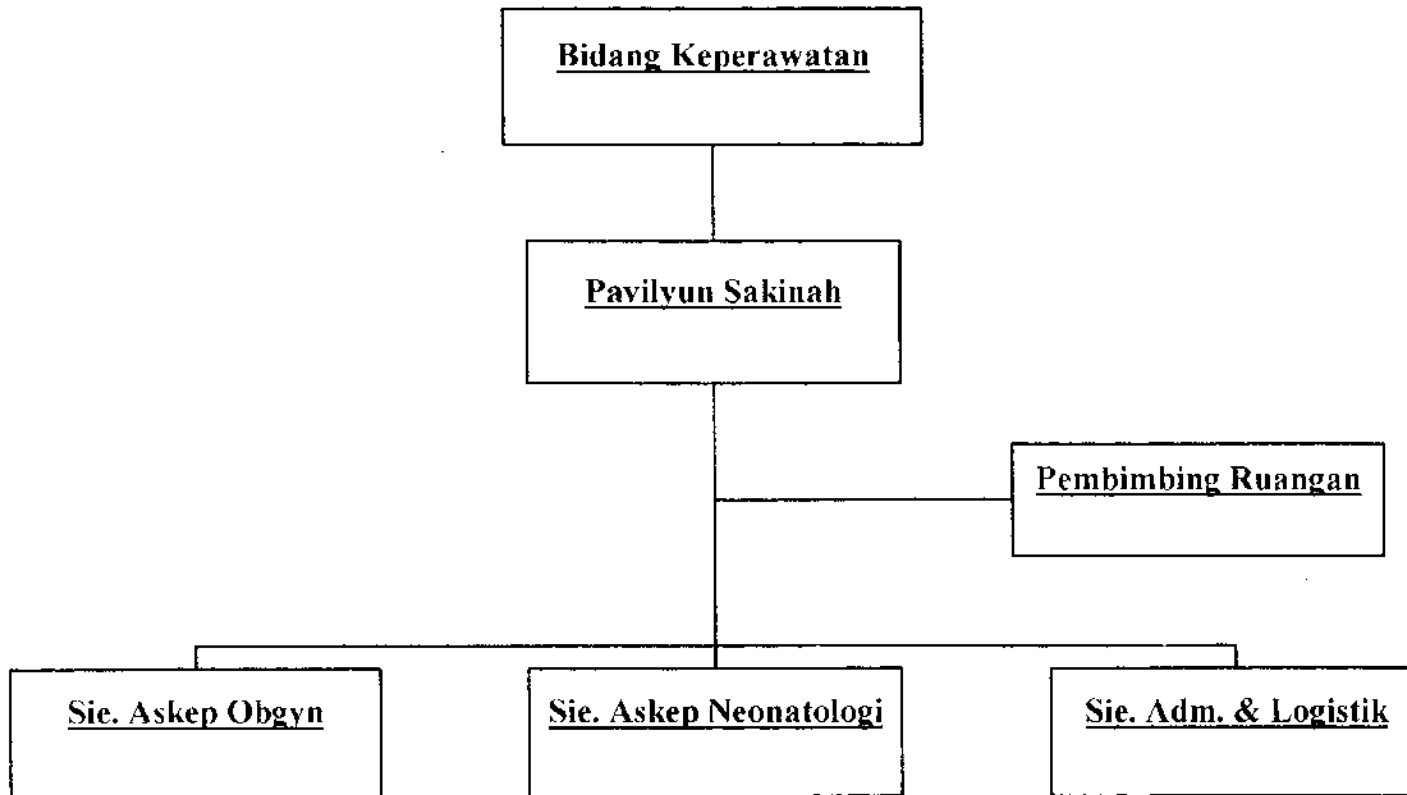 Bidang Keperawatan
Pavilyun Sakinah
Pembimbing Ruangan
Sie. Askep Obgyn
Sie. Askep Neonatologi
Sie. Adm. & Logistik